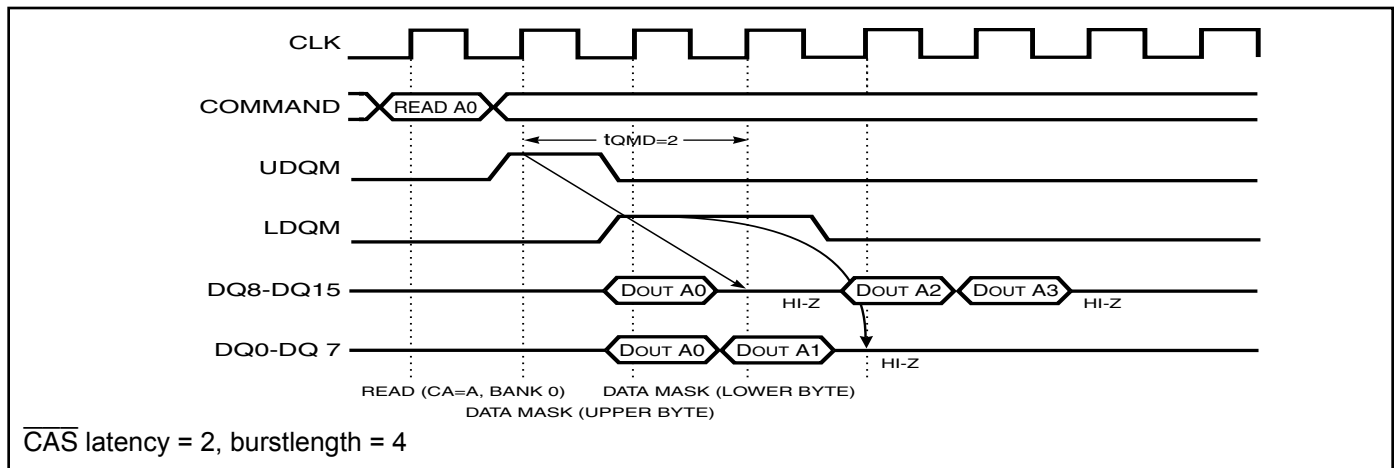 CLK
COMMAND
READ A0
tQMD=2
UDQM
LDQM
DQ8-DQ15
DOUT A0
HI-Z
DOUT A2
DOUT A3
HI-Z
DQ0-DQ 7
DOUT A0
DOUT A1
HI-Z
READ (CA=A, BANK 0)
DATA MASK (LOWER BYTE)
DATA MASK (UPPER BYTE)
CAS latency = 2, burstlength = 4